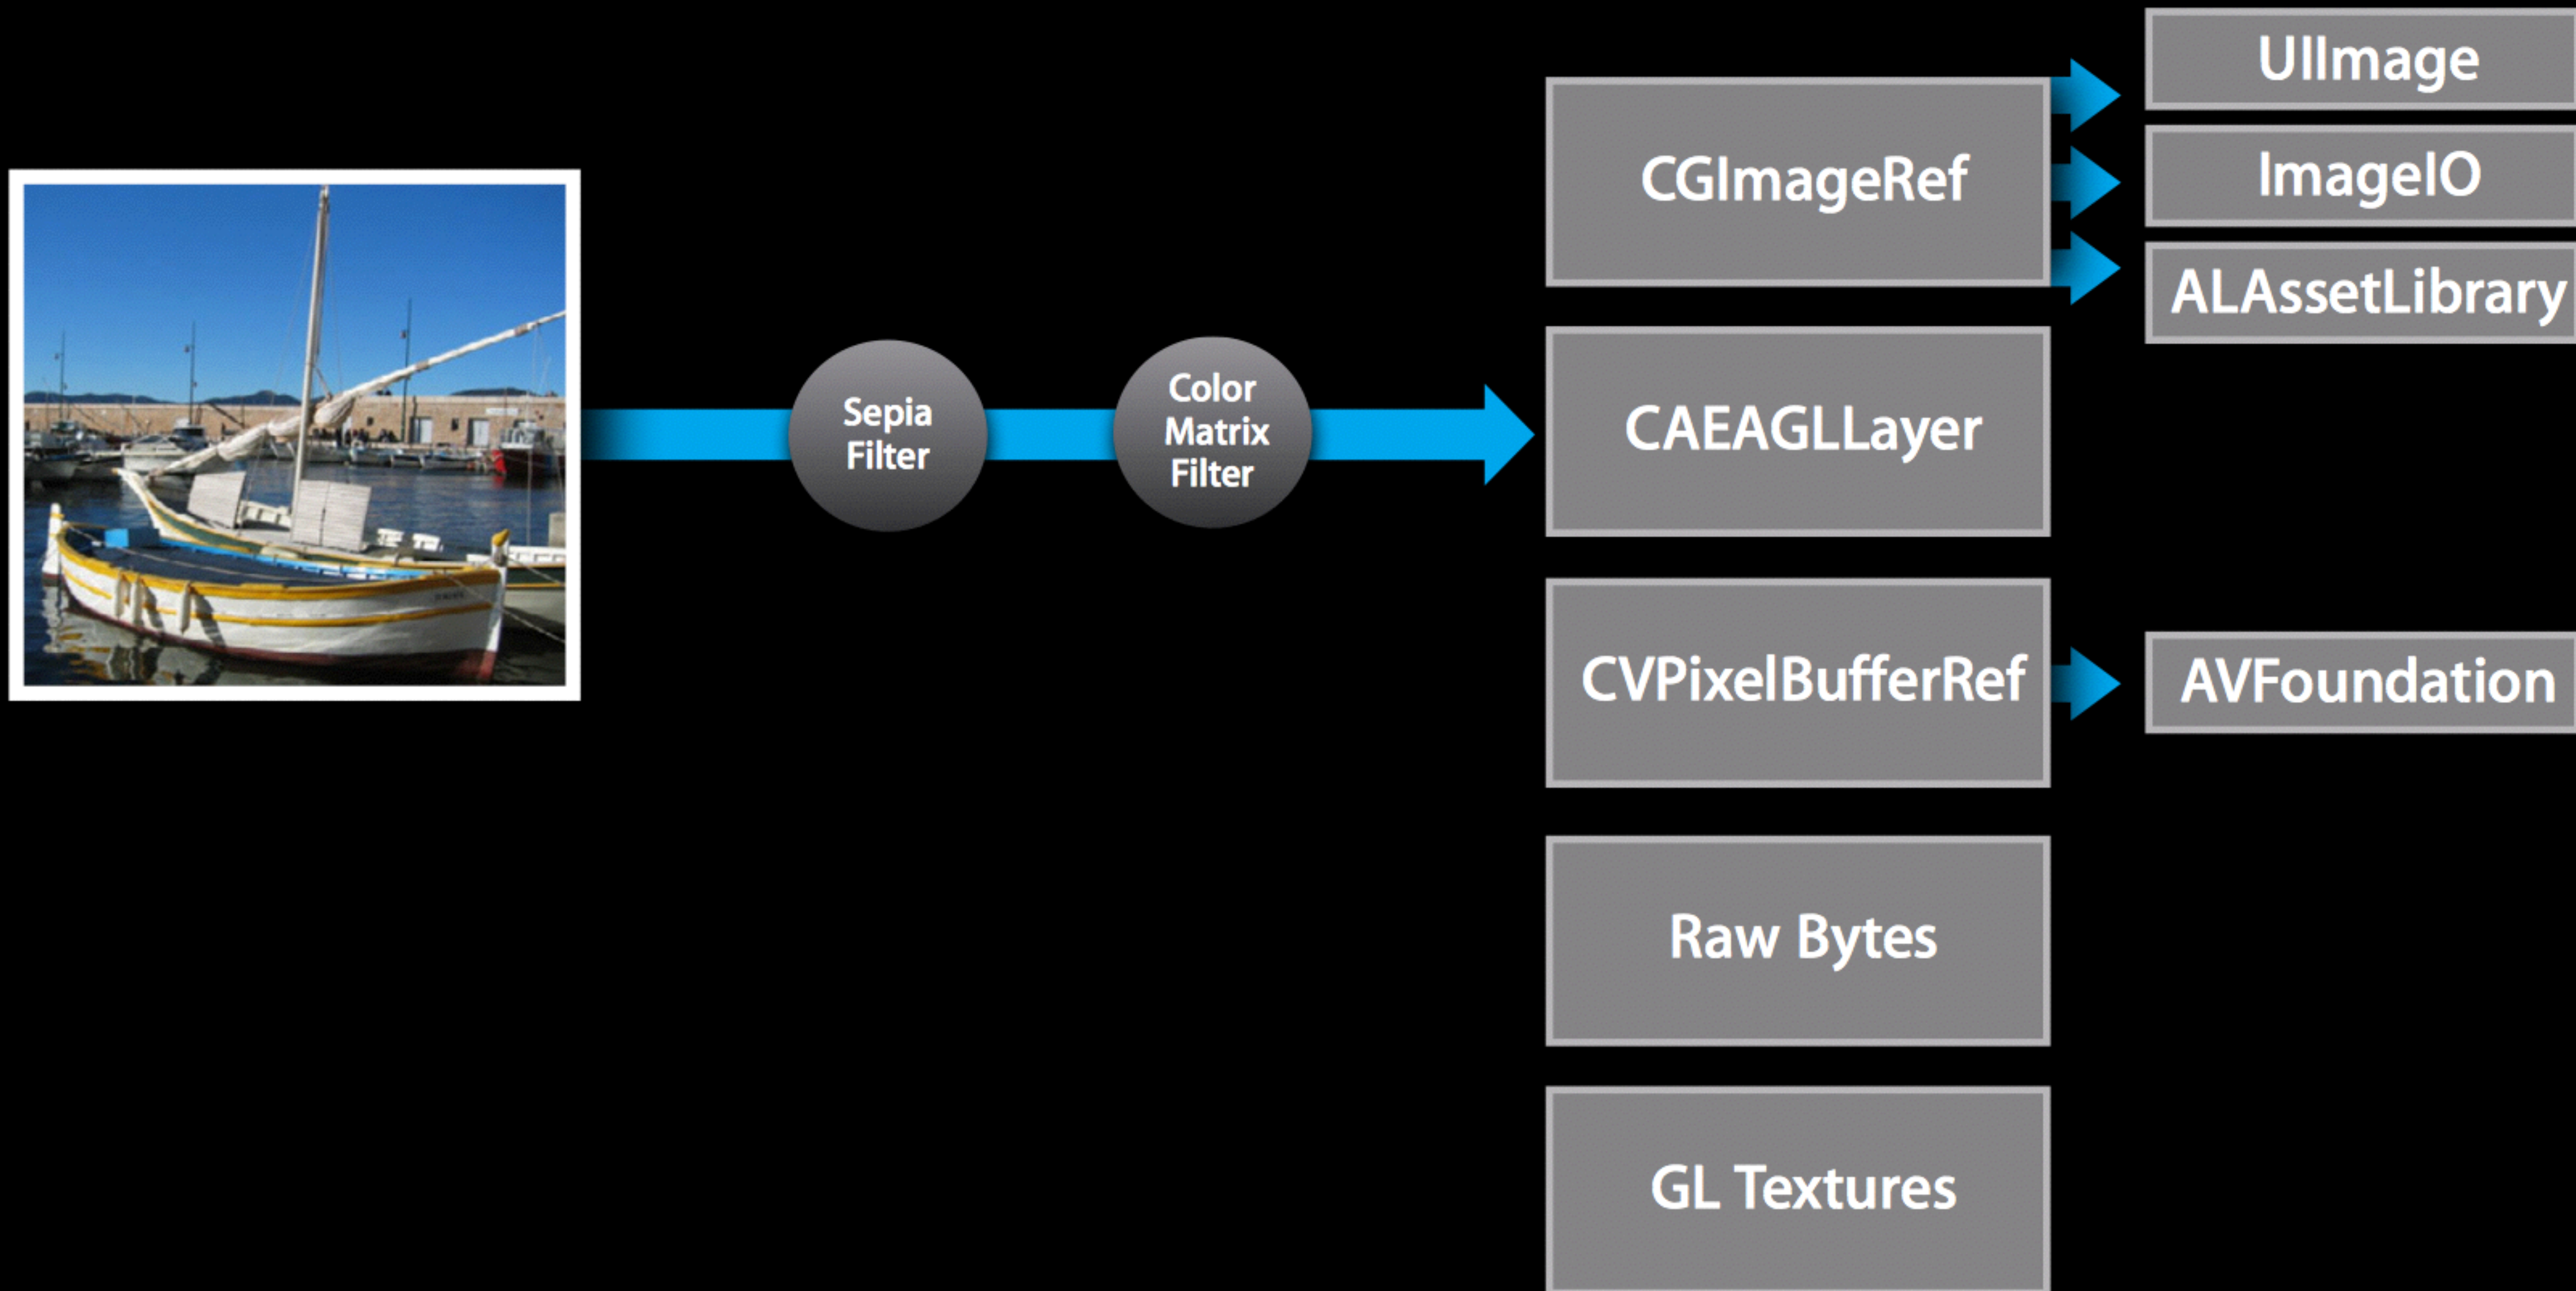 Sepia
Filter
Color
Matrix
Filter
CGImageRef
UIImage
ImageIO
ALAssetLibrary
CAEAGLLayer
CVPixelBufferRef
AVFoundation
Raw Bytes
GL Textures